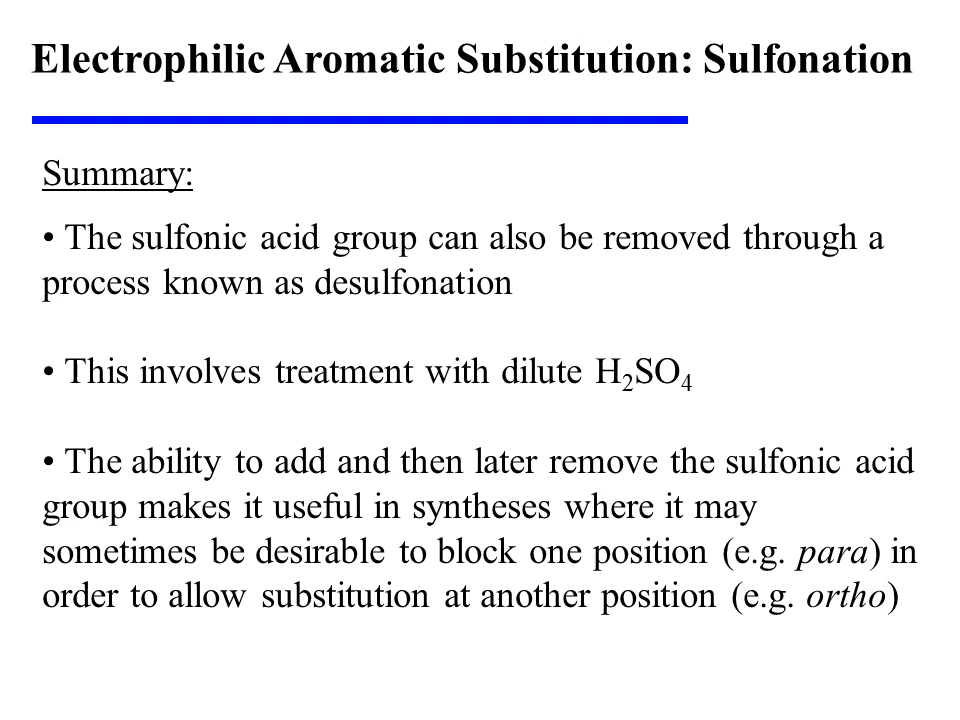 Electrophilic Aromatic Substitution: Sulfonation
Summary:
• The sulfonic acid group can also be removed through a
process known as desulfonation
• This involves treatment with dilute H₂SO₄
• The ability to add and then later remove the sulfonic acid
group makes it useful in syntheses where it may
sometimes be desirable to block one position (e.g. para) in
order to allow substitution at another position (e.g. ortho)